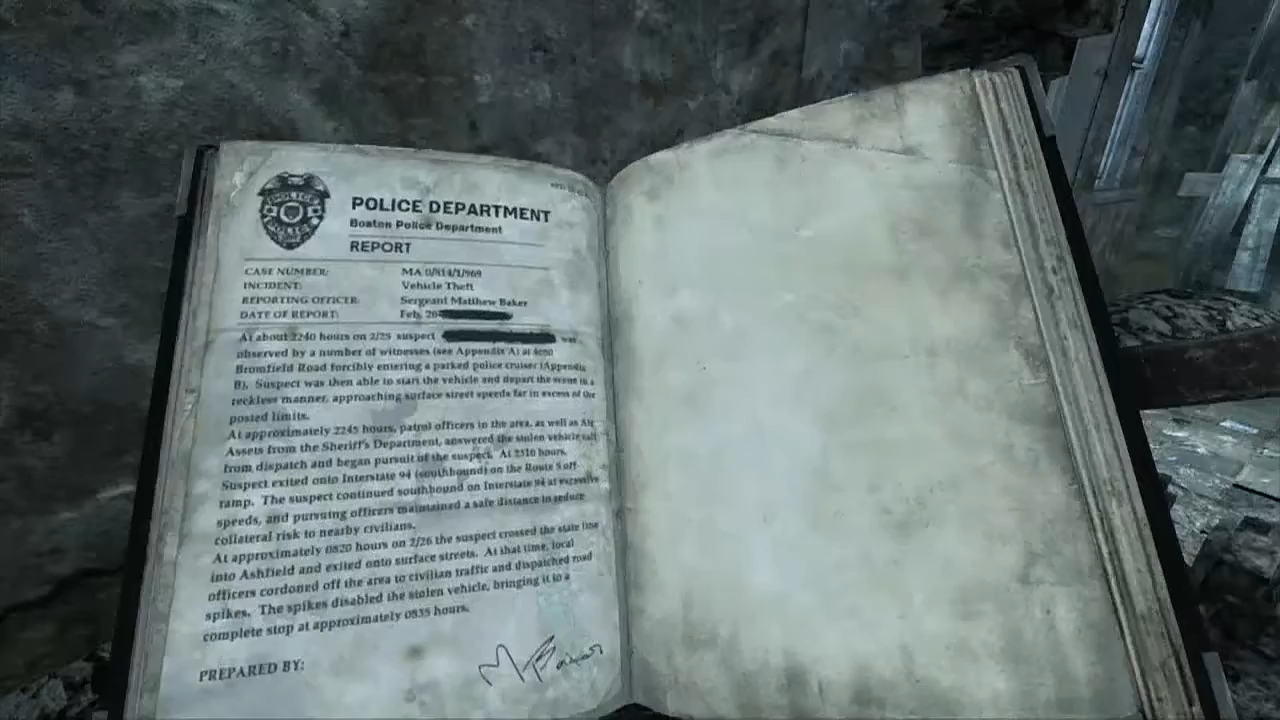 POLICE
POLICE DEPARTMENT
Boston Police Department
REPORT
CASE NUMBER:
INCIDENT: Vehicle Theft
REPORTING OFFICER: Sergeant Matthew Baker
DATE OF REPORT: Feb. 26
At about 2240 hours on 2/25 suspect was
observed by a number of witnesses (see Appendix A) at
Bromfield Road forcibly entering a parked police cruiser (Appendix
B). Suspect was then able to start the vehicle and depart the scene in a
reckless manner, approaching surface street speeds far in excess of the
posted limits.
At approximately 2245 hours, patrol officers in the area, as well as Air
Assets from the Sheriff's Department, answered the stolen vehicle call
from dispatch and began pursuit of the suspect. At 2310 hours,
Suspect exited onto Interstate 94 (southbound) on the Route 5 off
ramp. The suspect continued southbound on Interstate 94 at excessive
speeds, and pursuing officers maintained a safe distance to reduce
collateral risk to nearby civilians.
At approximately 0820 hours on 2/26 the suspect crossed the state line
into Ashfield and exited onto surface streets. At that time, local
officers cordoned off the area to civilian traffic and dispatched road
spikes. The spikes disabled the stolen vehicle, bringing it to a
complete stop at approximately 0835 hours.
PREPARED BY: